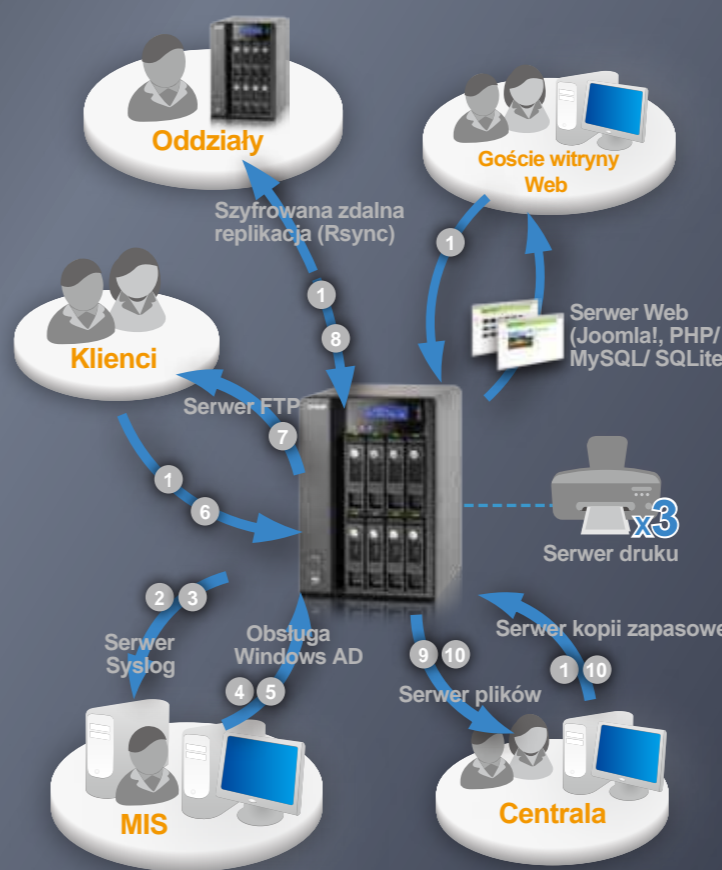 Oddziały
Goście witryny
Web
Szyfrowana zdalna
replikacja (Rsync)
1
1
8
Serwer Web
(Joomla!, PHP/
MySQL/ SQLite
Klienci
Serwer FTP
7
1
6
x3
Serwer druku
2 3
Serwer
Syslog
Obsługa
Windows AD
4 5
9 10
Serwer plików
Serwer kopii zapasowe
1 10
MIS
Centrala